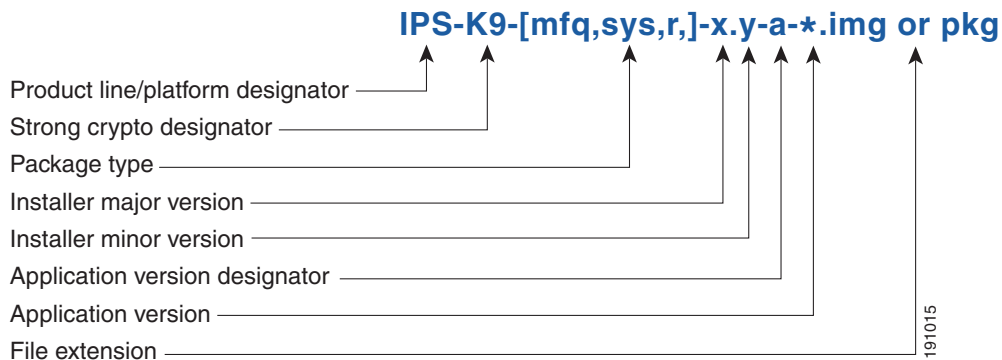 IPS-K9-[mfq,sys,r,]-x.y-a-*.img or pkg
Product line/platform designator
Strong crypto designator
Package type
Installer major version
Installer minor version
Application version designator
Application version
File extension
191015